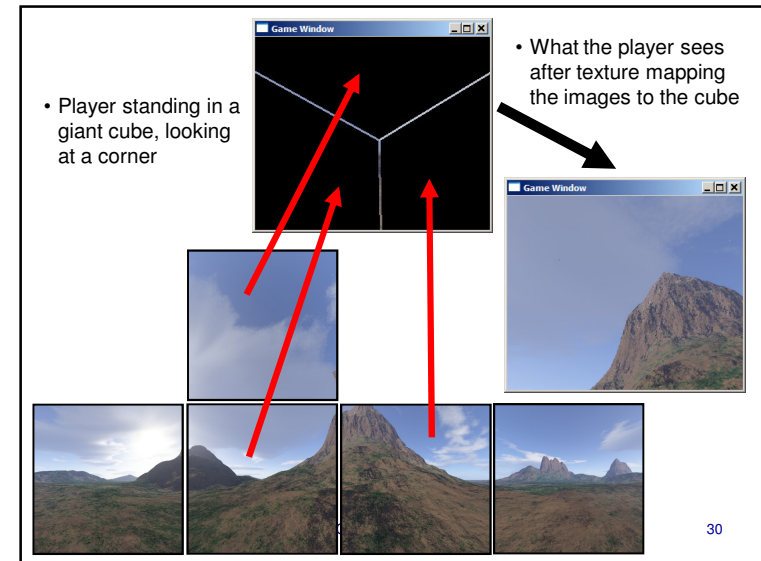 Game Window
• What the player sees
after texture mapping
the images to the cube
• Player standing in a
giant cube, looking
at a corner
Game Window
30